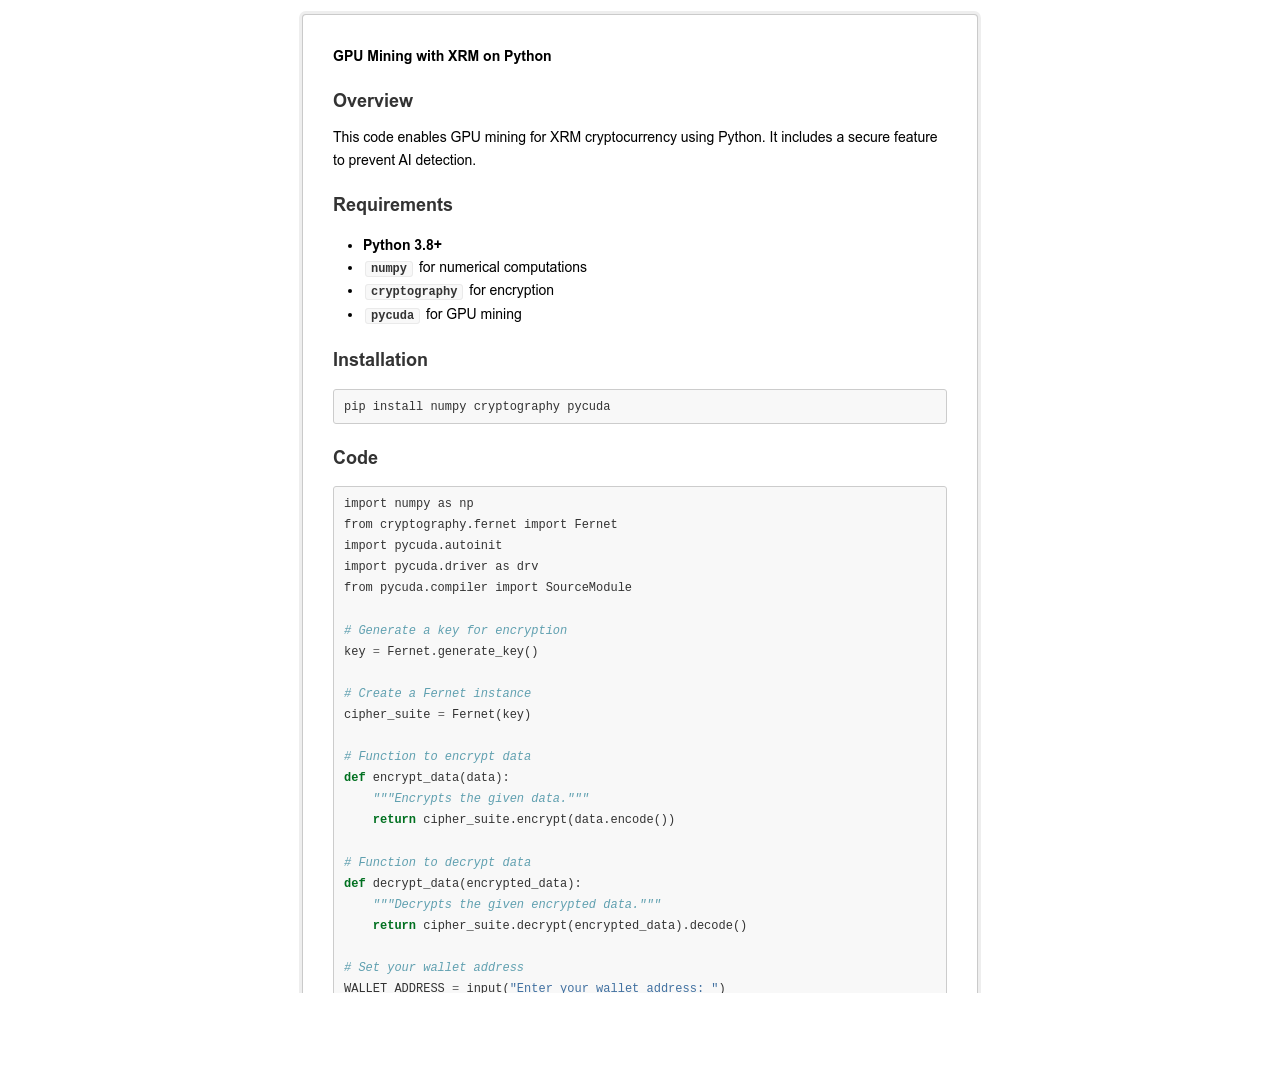 GPU Mining with XRM on Python
Overview
This code enables GPU mining for XRM cryptocurrency using Python. It includes a secure feature
to prevent AI detection.
Requirements
• Python 3.8+
• numpy for numerical computations
• cryptography for encryption
• pycuda for GPU mining
Installation
pip install numpy cryptography pycuda
Code
import numpy as np
from cryptography.fernet import Fernet
import pycuda.autoinit
import pycuda.driver as drv
from pycuda.compiler import SourceModule
# Generate a key for encryption
key = Fernet.generate_key()
# Create a Fernet instance
cipher_suite = Fernet(key)
# Function to encrypt data
def encrypt_data(data):
    """Encrypts the given data."""
    return cipher_suite.encrypt(data.encode())
# Function to decrypt data
def decrypt_data(encrypted_data):
    """Decrypts the given encrypted data."""
    return cipher_suite.decrypt(encrypted_data).decode()
# Set your wallet address
WALLET_ADDRESS = input("Enter your wallet address: ")